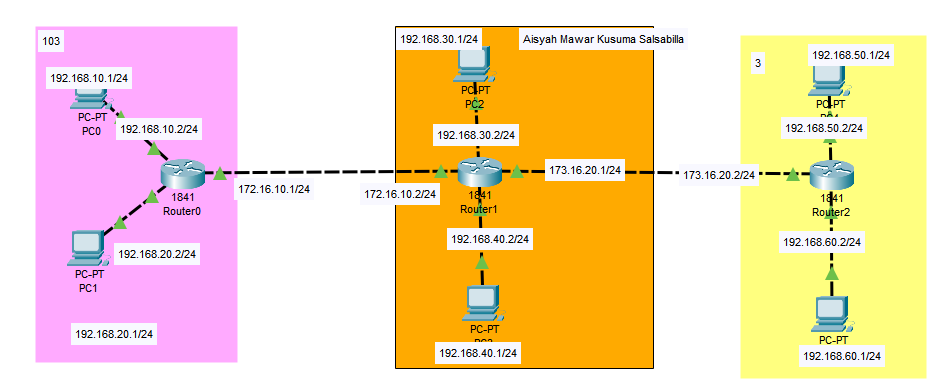 103
192.168.10.1/24
PC-PT
PC0
192.168.10.2/24
1841
Router0
172.16.10.1/24
PC-PT
PC1
192.168.20.2/24
192.168.20.1/24
192.168.30.1/24
Aisyah Mawar Kusuma Salsabilla
PC-PT
PC2
192.168.30.2/24
172.16.10.2/24
1841
Router1
173.16.20.1/24
192.168.40.2/24
PC-PT
192.168.40.1/24
3
192.168.50.1/24
PC-PT
192.168.50.2/24
173.16.20.2/24
1841
Router2
192.168.60.2/24
PC-PT
192.168.60.1/24